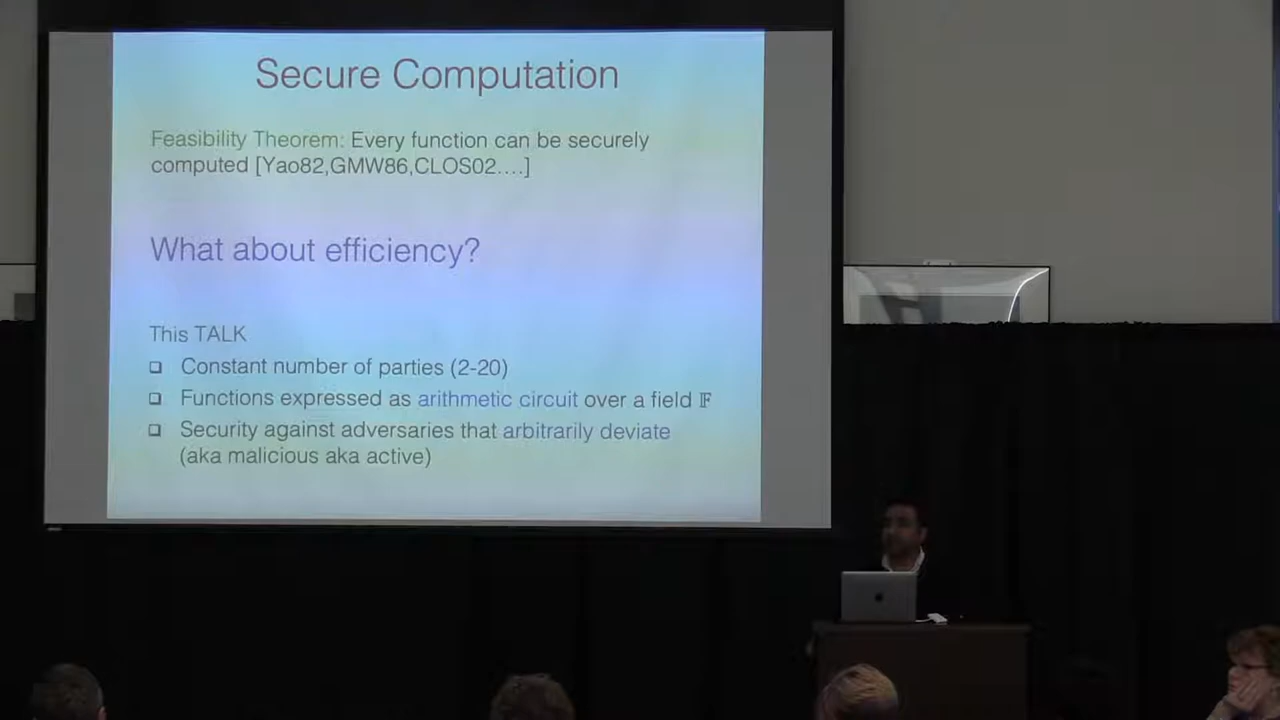 Secure Computation
Feasibility Theorem: Every function can be securely
computed [Yao82,GMW86,CLOS02....]
What about efficiency?
This TALK
❑ Constant number of parties (2-20)
❑ Functions expressed as arithmetic circuit over a field 𝔽
❑ Security against adversaries that arbitrarily deviate
(aka malicious aka active)